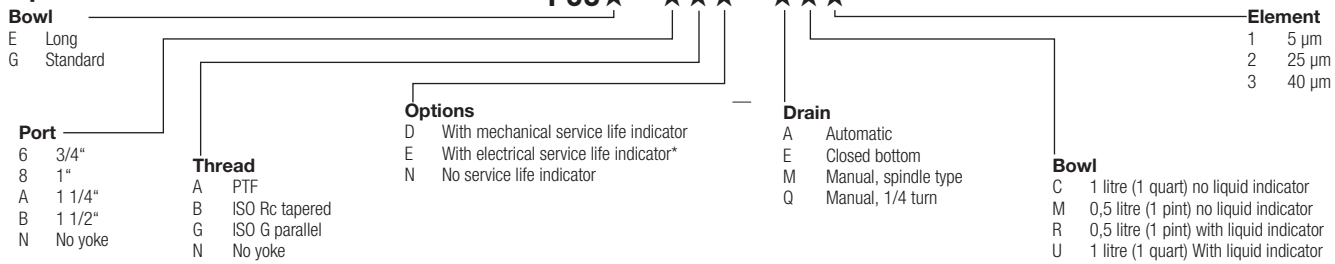 Bowl
E Long
G Standard
Element
1 5 µm
2 25 µm
3 40 µm
Port
6 3/4“
8 1“
A 1 1/4“
B 1 1/2“
N No yoke
Thread
A PTF
B ISO Rc tapered
G ISO G parallel
N No yoke
Options
D With mechanical service life indicator
E With electrical service life indicator*
N No service life indicator
Drain
A Automatic
E Closed bottom
M Manual, spindle type
Q Manual, 1/4 turn
Bowl
C 1 litre (1 quart) no liquid indicator
M 0,5 litre (1 pint) no liquid indicator
R 0,5 litre (1 pint) with liquid indicator
U 1 litre (1 quart) With liquid indicator